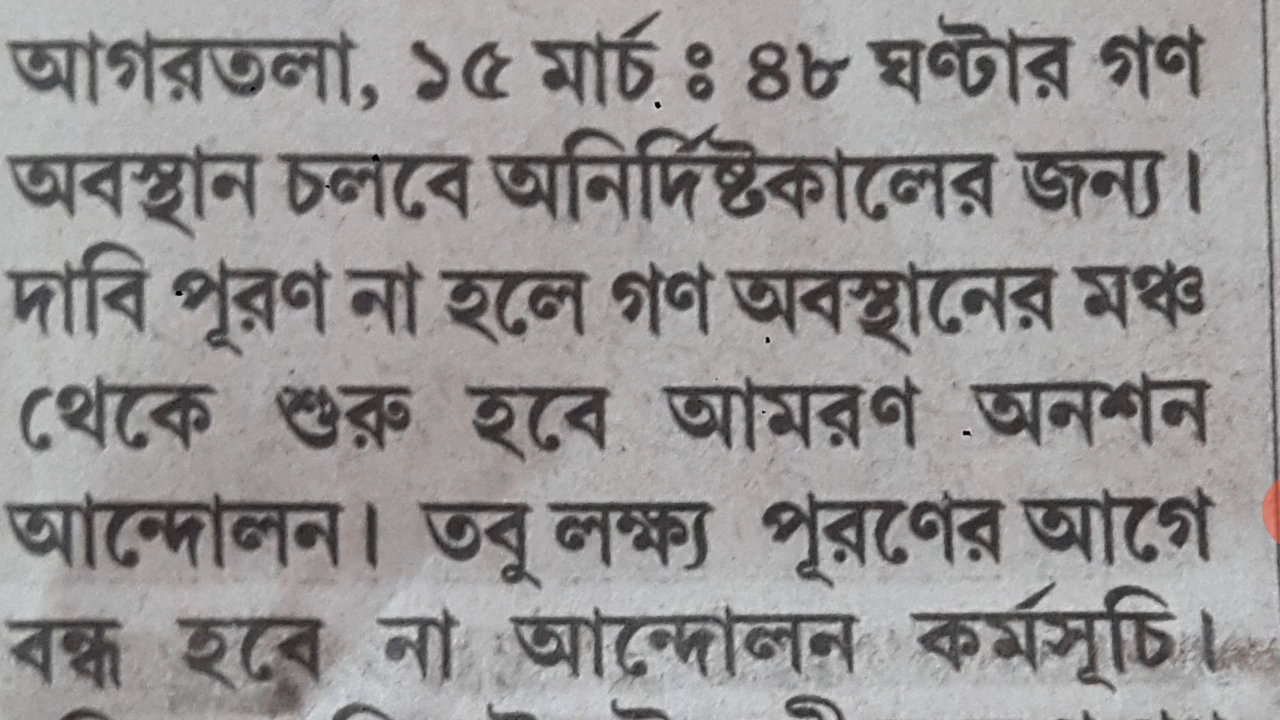 আগরতলা, ১৫ মার্চ ঃ ৪৮ ঘণ্টার গণ
অবস্থান চলবে অনির্দিষ্টকালের জন্য।
দাবি পূরণ না হলে গণ অবস্থানের মঞ্চ
থেকে শুরু হবে আমরণ অনশন
আন্দোলন। তবু লক্ষ্য পূরণের আগে
বন্ধ হবে না আন্দোলন কর্মসূচি।